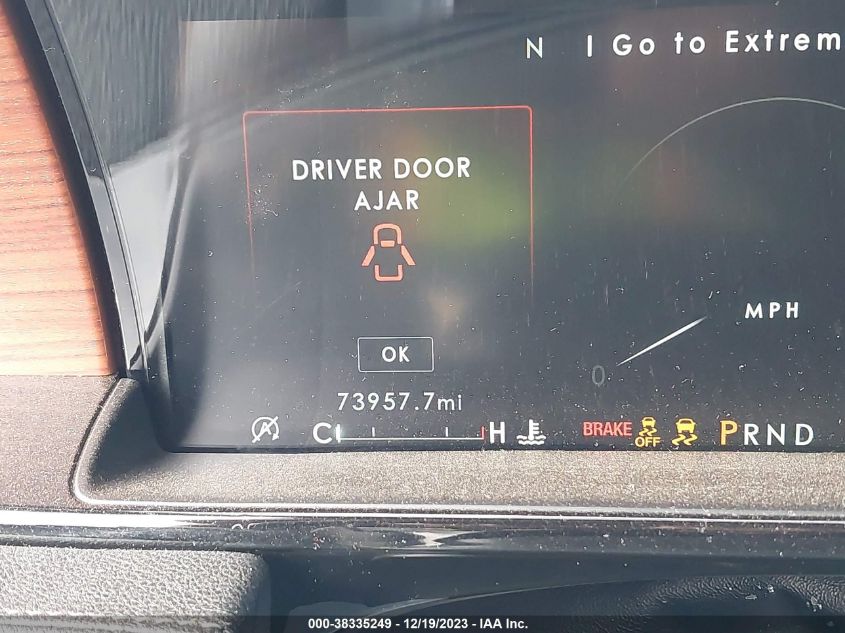 N I Go to Extrem
DRIVER DOOR
AJAR
MPH
0
OK
73957.7mi
A C H BRAKE OFF PRND
000-38335249 - 12/19/2023 - IAA Inc.